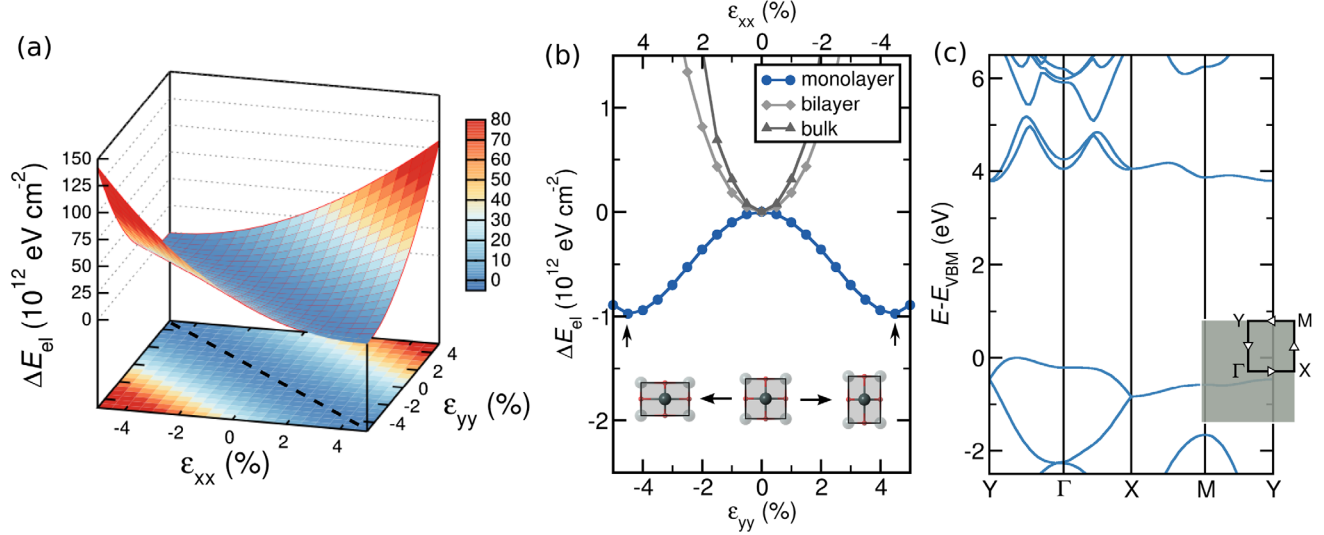 (a)
ΔE_el (10^12 eV cm^-2)
150
125
100
75
50
25
0
80
70
60
50
40
30
20
10
0
-4
-2
0
2
4
ε_xx (%)
4
2
0
-2
-4
ε_yy (%)
(b)
ε_xx (%)
4 2 0 -2 -4
monolayer
bilayer
bulk
ΔE_el (10^12 eV cm^-2)
1
0
-1
-2
-4 -2 0 2 4
ε_yy (%)
(c)
E-E_VBM (eV)
6
4
2
0
-2
Y M
Γ X
Y Γ X M Y